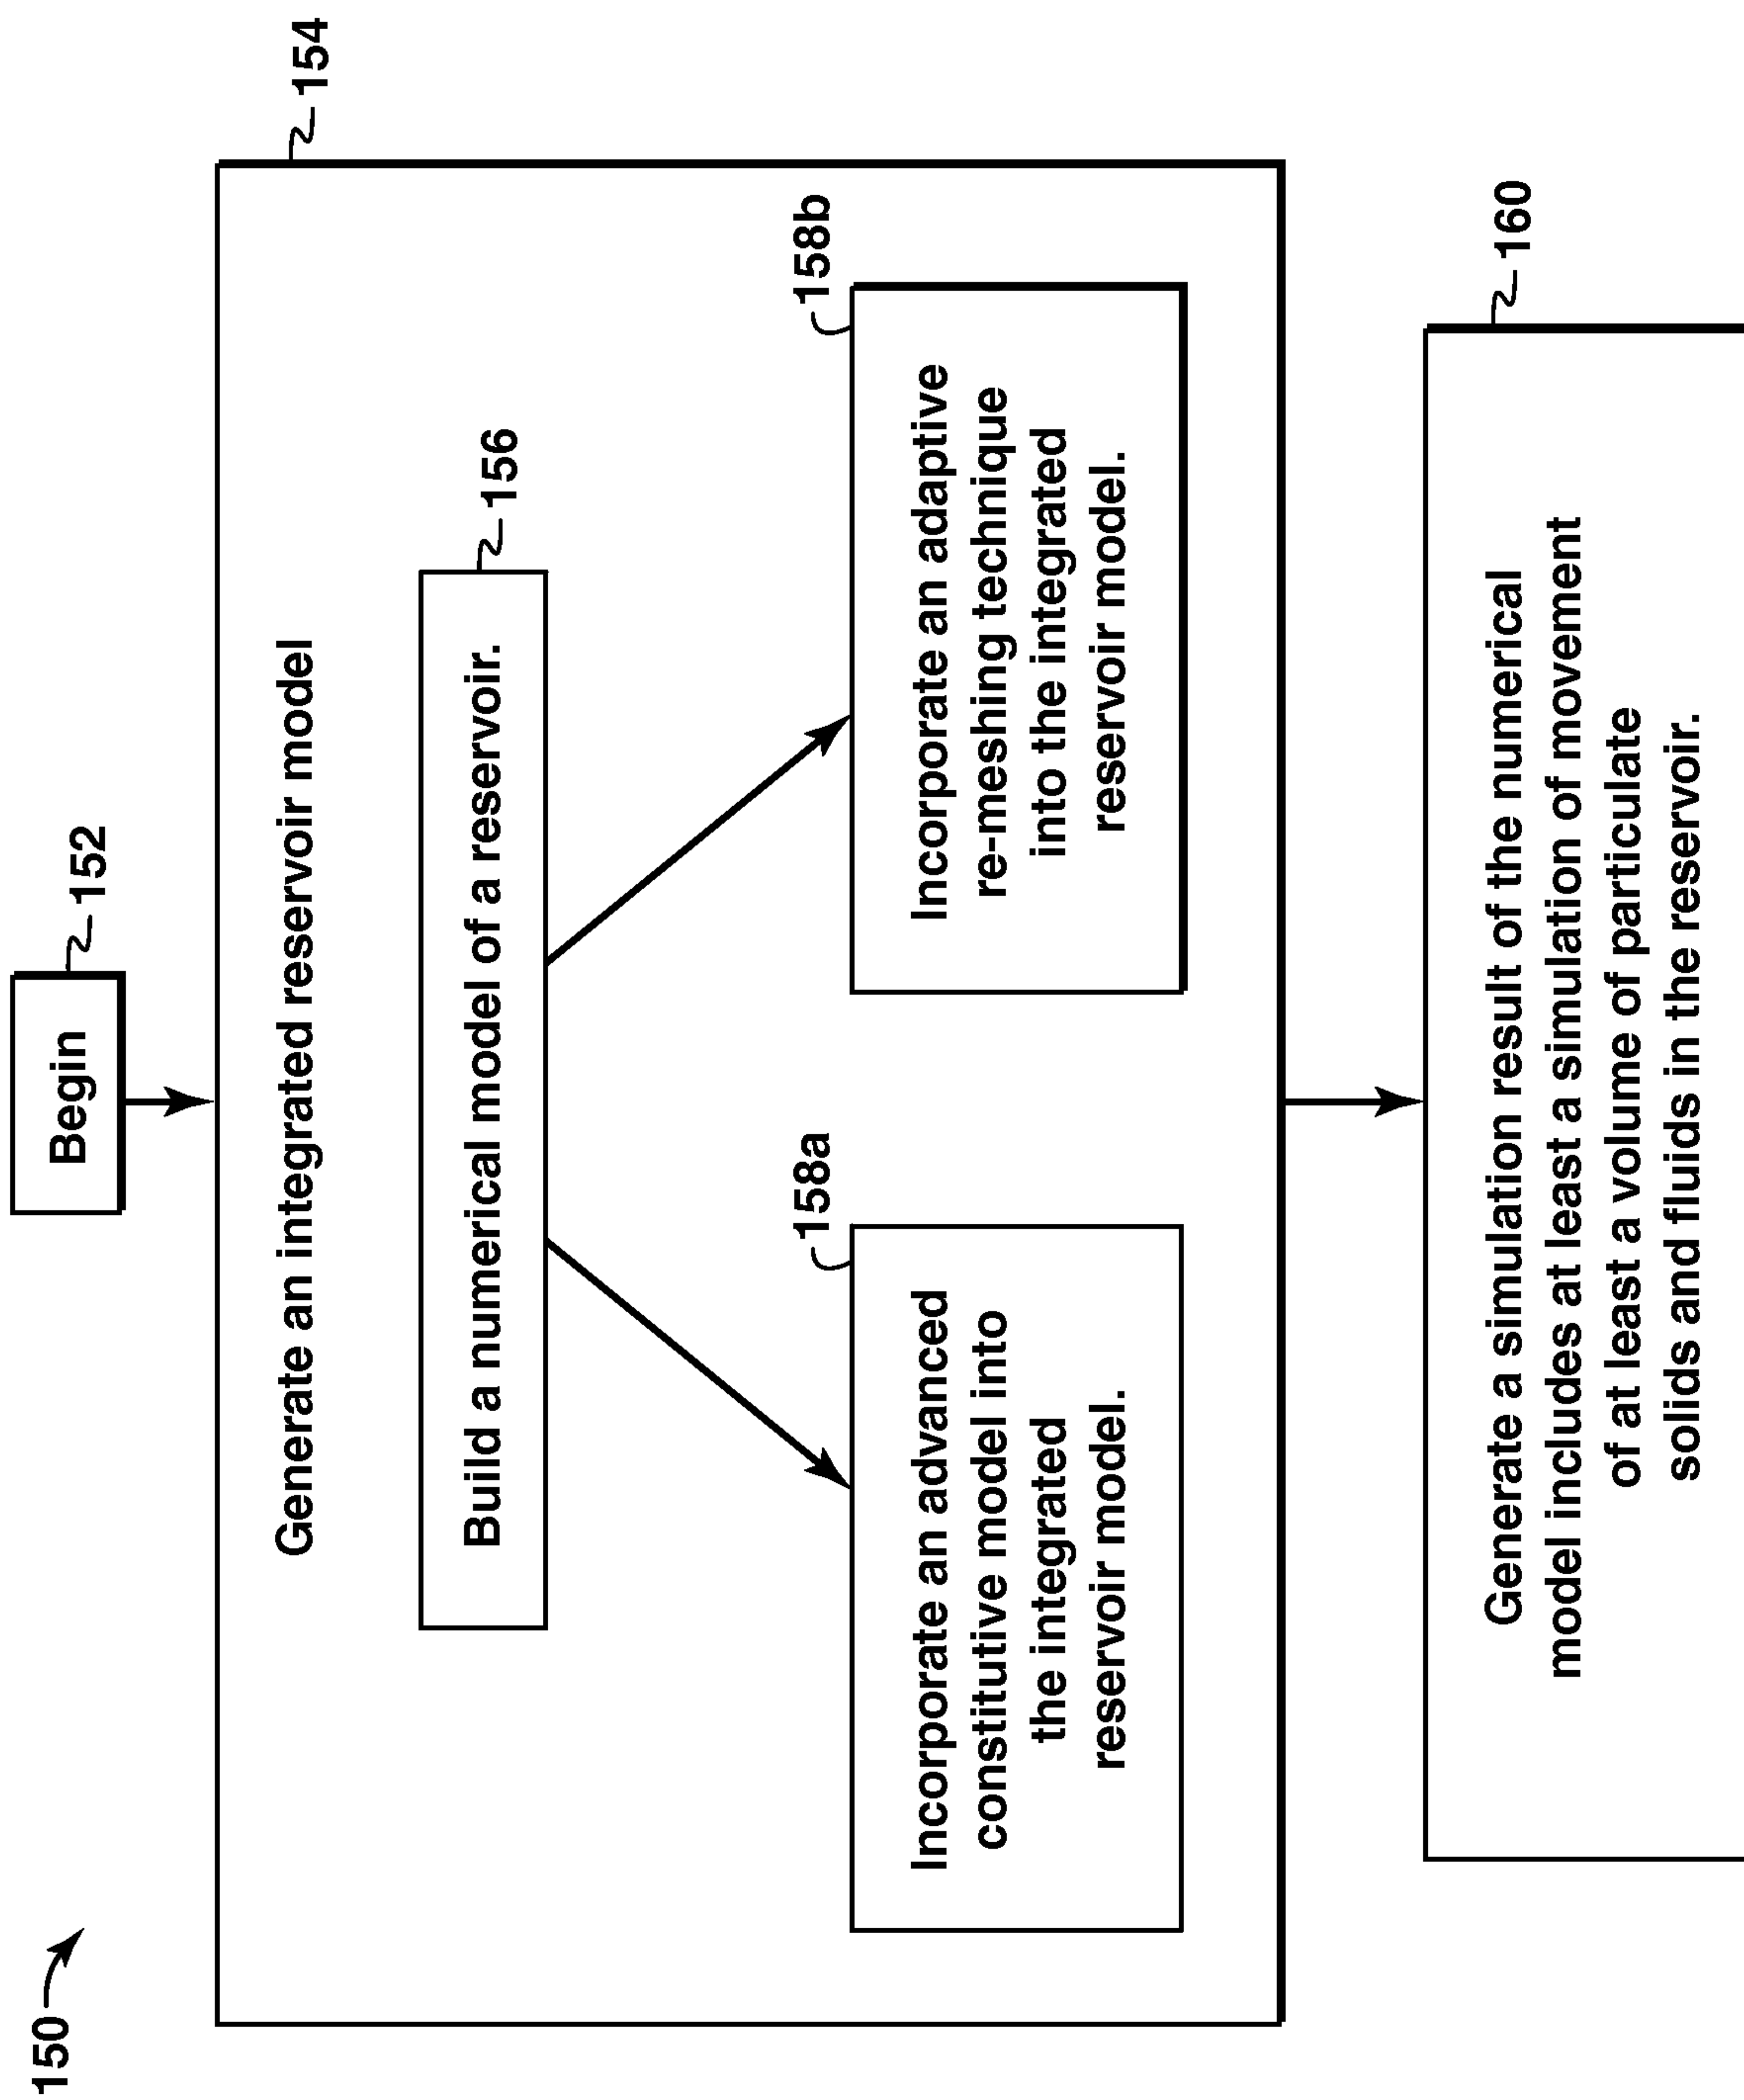 150
Begin
152
154
Generate an integrated reservoir model
156
Build a numerical model of a reservoir.
158a
Incorporate an advanced
constitutive model into
the integrated
reservoir model.
158b
Incorporate an adaptive
re-meshing technique
into the integrated
reservoir model.
160
Generate a simulation result of the numerical
model includes at least a simulation of movement
of at least a volume of particulate
solids and fluids in the reservoir.